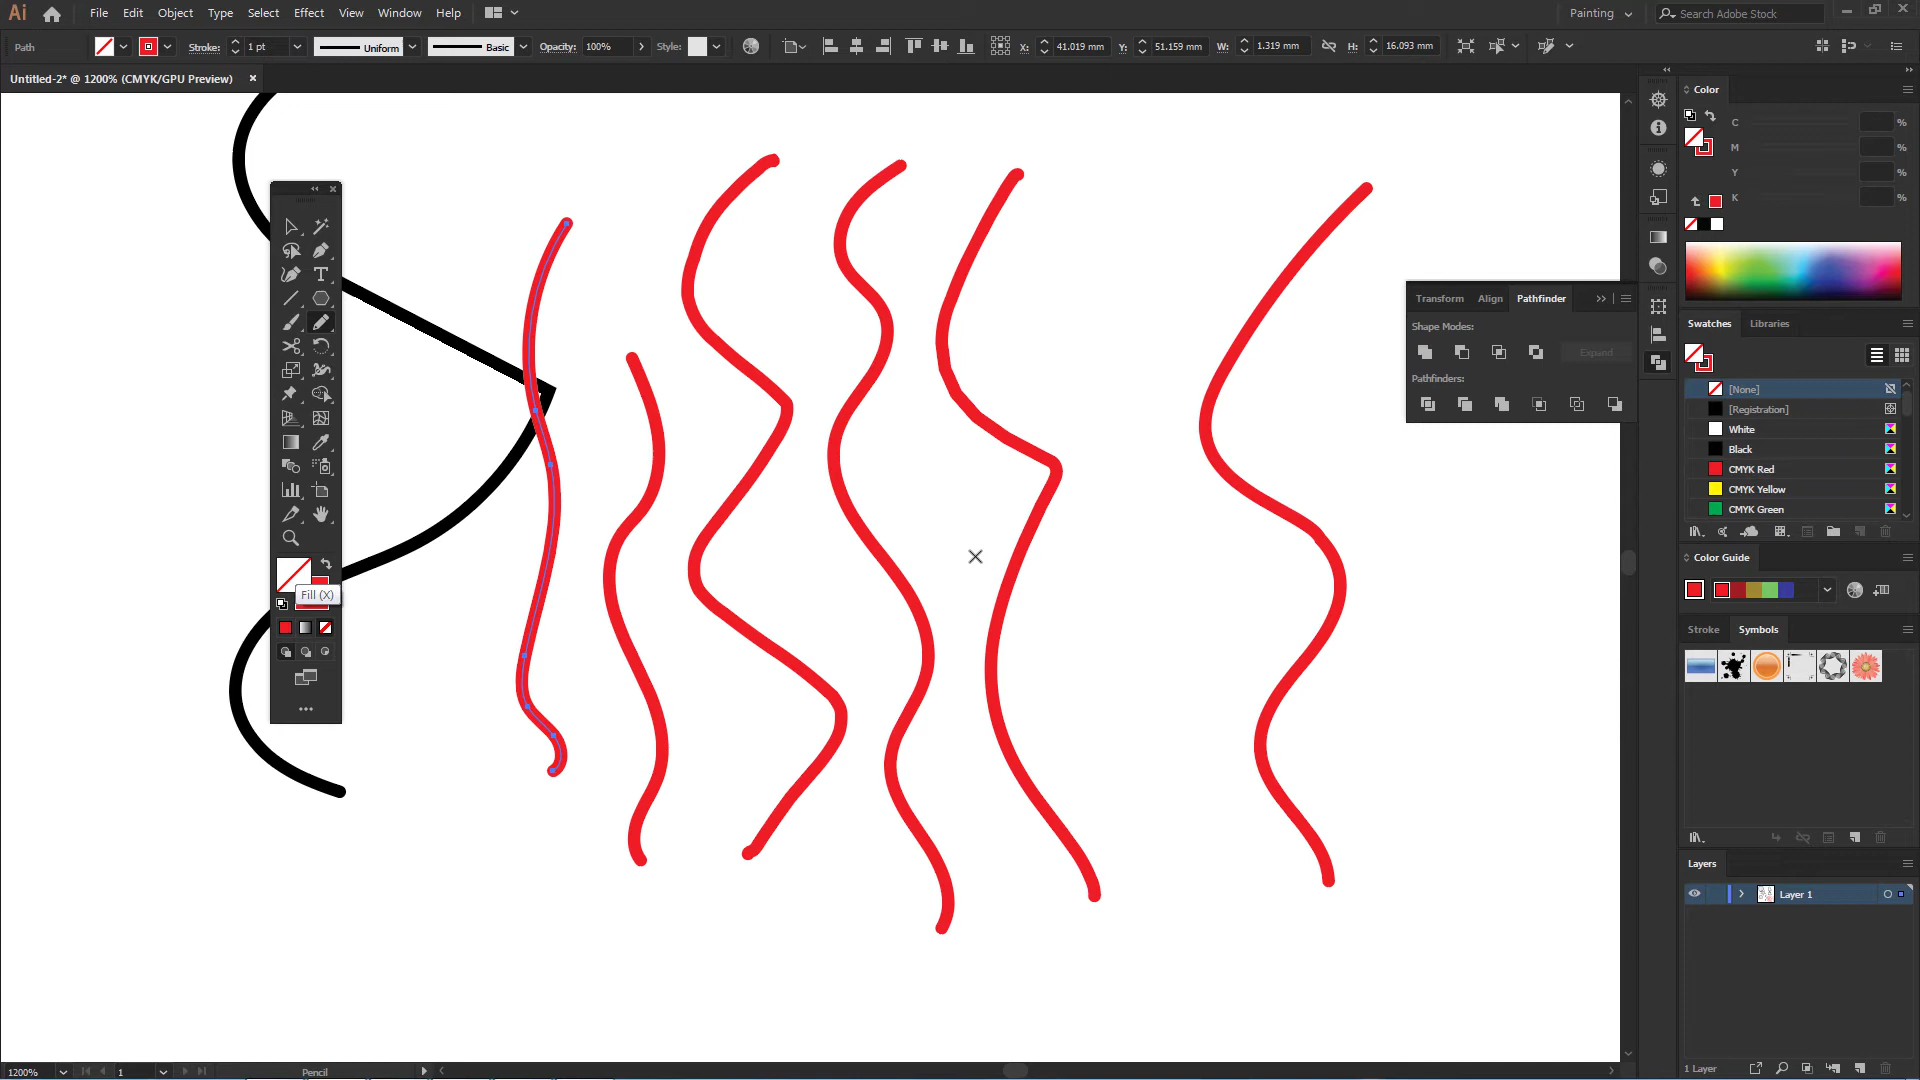 Ai File Edit Object Type Select Effect View Window Help Painting Search Adobe Stock
Path Stroke: 1 pt Uniform Basic Opacity: 100% Style: X: 41.019 mm Y: 51.159 mm W: 1.319 mm H: 16.093 mm
Untitled-2* @ 1200% (CMYK/GPU Preview)
Color
C %
M %
Y %
K %
Transform Align Pathfinder
Shape Modes:
Expand
Pathfinders:
Swatches Libraries
[None]
[Registration]
White
Black
CMYK Red
CMYK Yellow
CMYK Green
Color Guide
Fill (X)
Stroke Symbols
Layers
Layer 1
1 Layer
1200% 1 Pencil